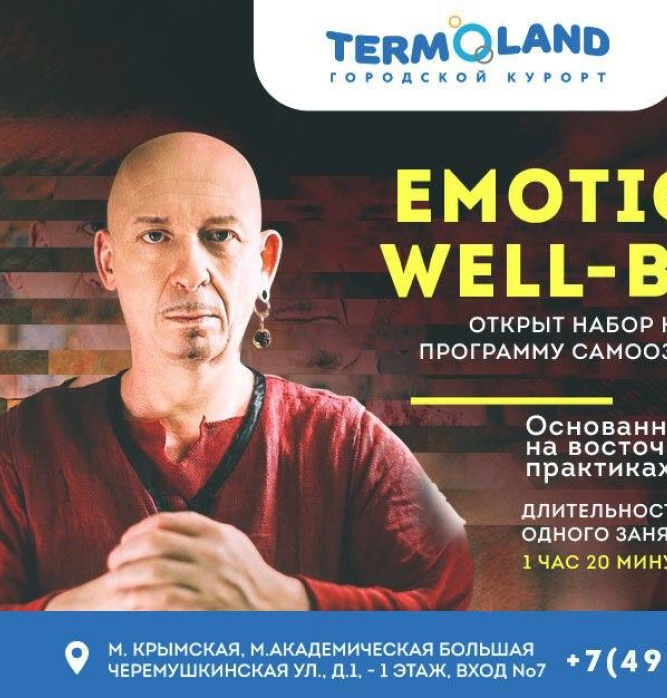 TERMOLAND
ГОРОДСКОЙ КУРОРТ
EMOTIO
WELL-B
ОТКРЫТ НАБОР Н
ПРОГРАММУ САМООЗ
Основанн
на восточ
практиках
ДЛИТЕЛЬНОСТ
ОДНОГО ЗАНЯ
1 ЧАС 20 МИНУ
М. КРЫМСКАЯ, М.АКАДЕМИЧЕСКАЯ БОЛЬШАЯ
ЧЕРЕМУШКИНСКАЯ УЛ., Д.1, - 1 ЭТАЖ, ВХОД No7
+7(49